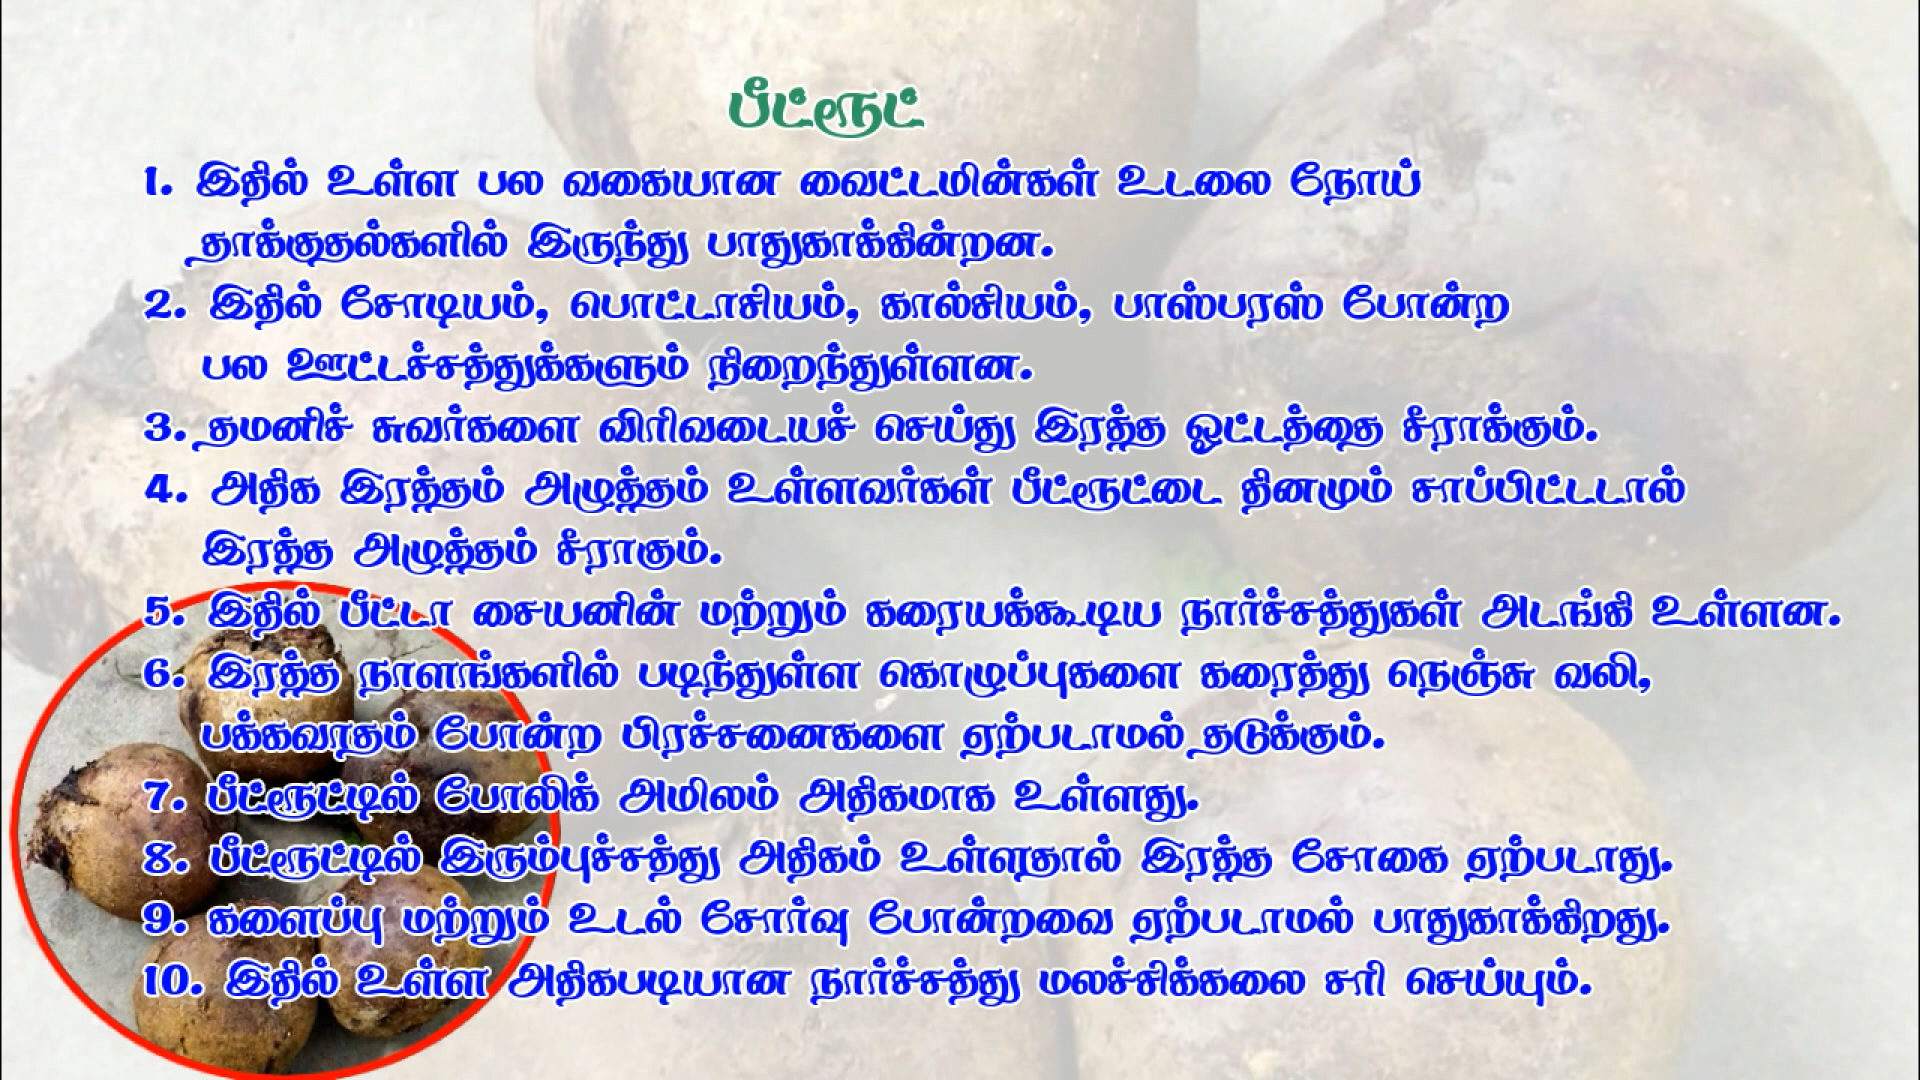 பீட்ரூட்
1. இதில் உள்ள பல வகையான வைட்டமின்கள் உடலை நோய்
தாக்குதல்களில் இருந்து பாதுகாக்கின்றன.
2. இதில் சோடியம், பொட்டாசியம், கால்சியம், பாஸ்பரஸ் போன்ற
பல ஊட்டச்சத்துக்களும் நிறைந்துள்ளன.
3. தமனிச் சுவர்களை விரிவடையச் செய்து இரத்த ஓட்டத்தை சீராக்கும்.
4. அதிக இரத்தம் அழுத்தம் உள்ளவர்கள் பீட்ரூட்டை தினமும் சாப்பிட்டடால்
இரத்த அழுத்தம் சீராகும்.
5. இதில் பீட்டா சையனின் மற்றும் கரையக்கூடிய நார்ச்சத்துகள் அடங்கி உள்ளன.
6. இரத்த நாளங்களில் படிந்துள்ள கொழுப்புகளை கரைத்து நெஞ்சு வலி,
பக்கவாதம் போன்ற பிரச்சனைகளை ஏற்படாமல் தடுக்கும்.
7. பீட்ரூட்டில் போலிக் அமிலம் அதிகமாக உள்ளது.
8. பீட்ரூட்டில் இரும்புச்சத்து அதிகம் உள்ளதால் இரத்த சோகை ஏற்படாது.
9. களைப்பு மற்றும் உடல் சோர்வு போன்றவை ஏற்படாமல் பாதுகாக்கிறது.
10. இதில் உள்ள அதிகபடியான நார்ச்சத்து மலச்சிக்கலை சரி செய்யும்.